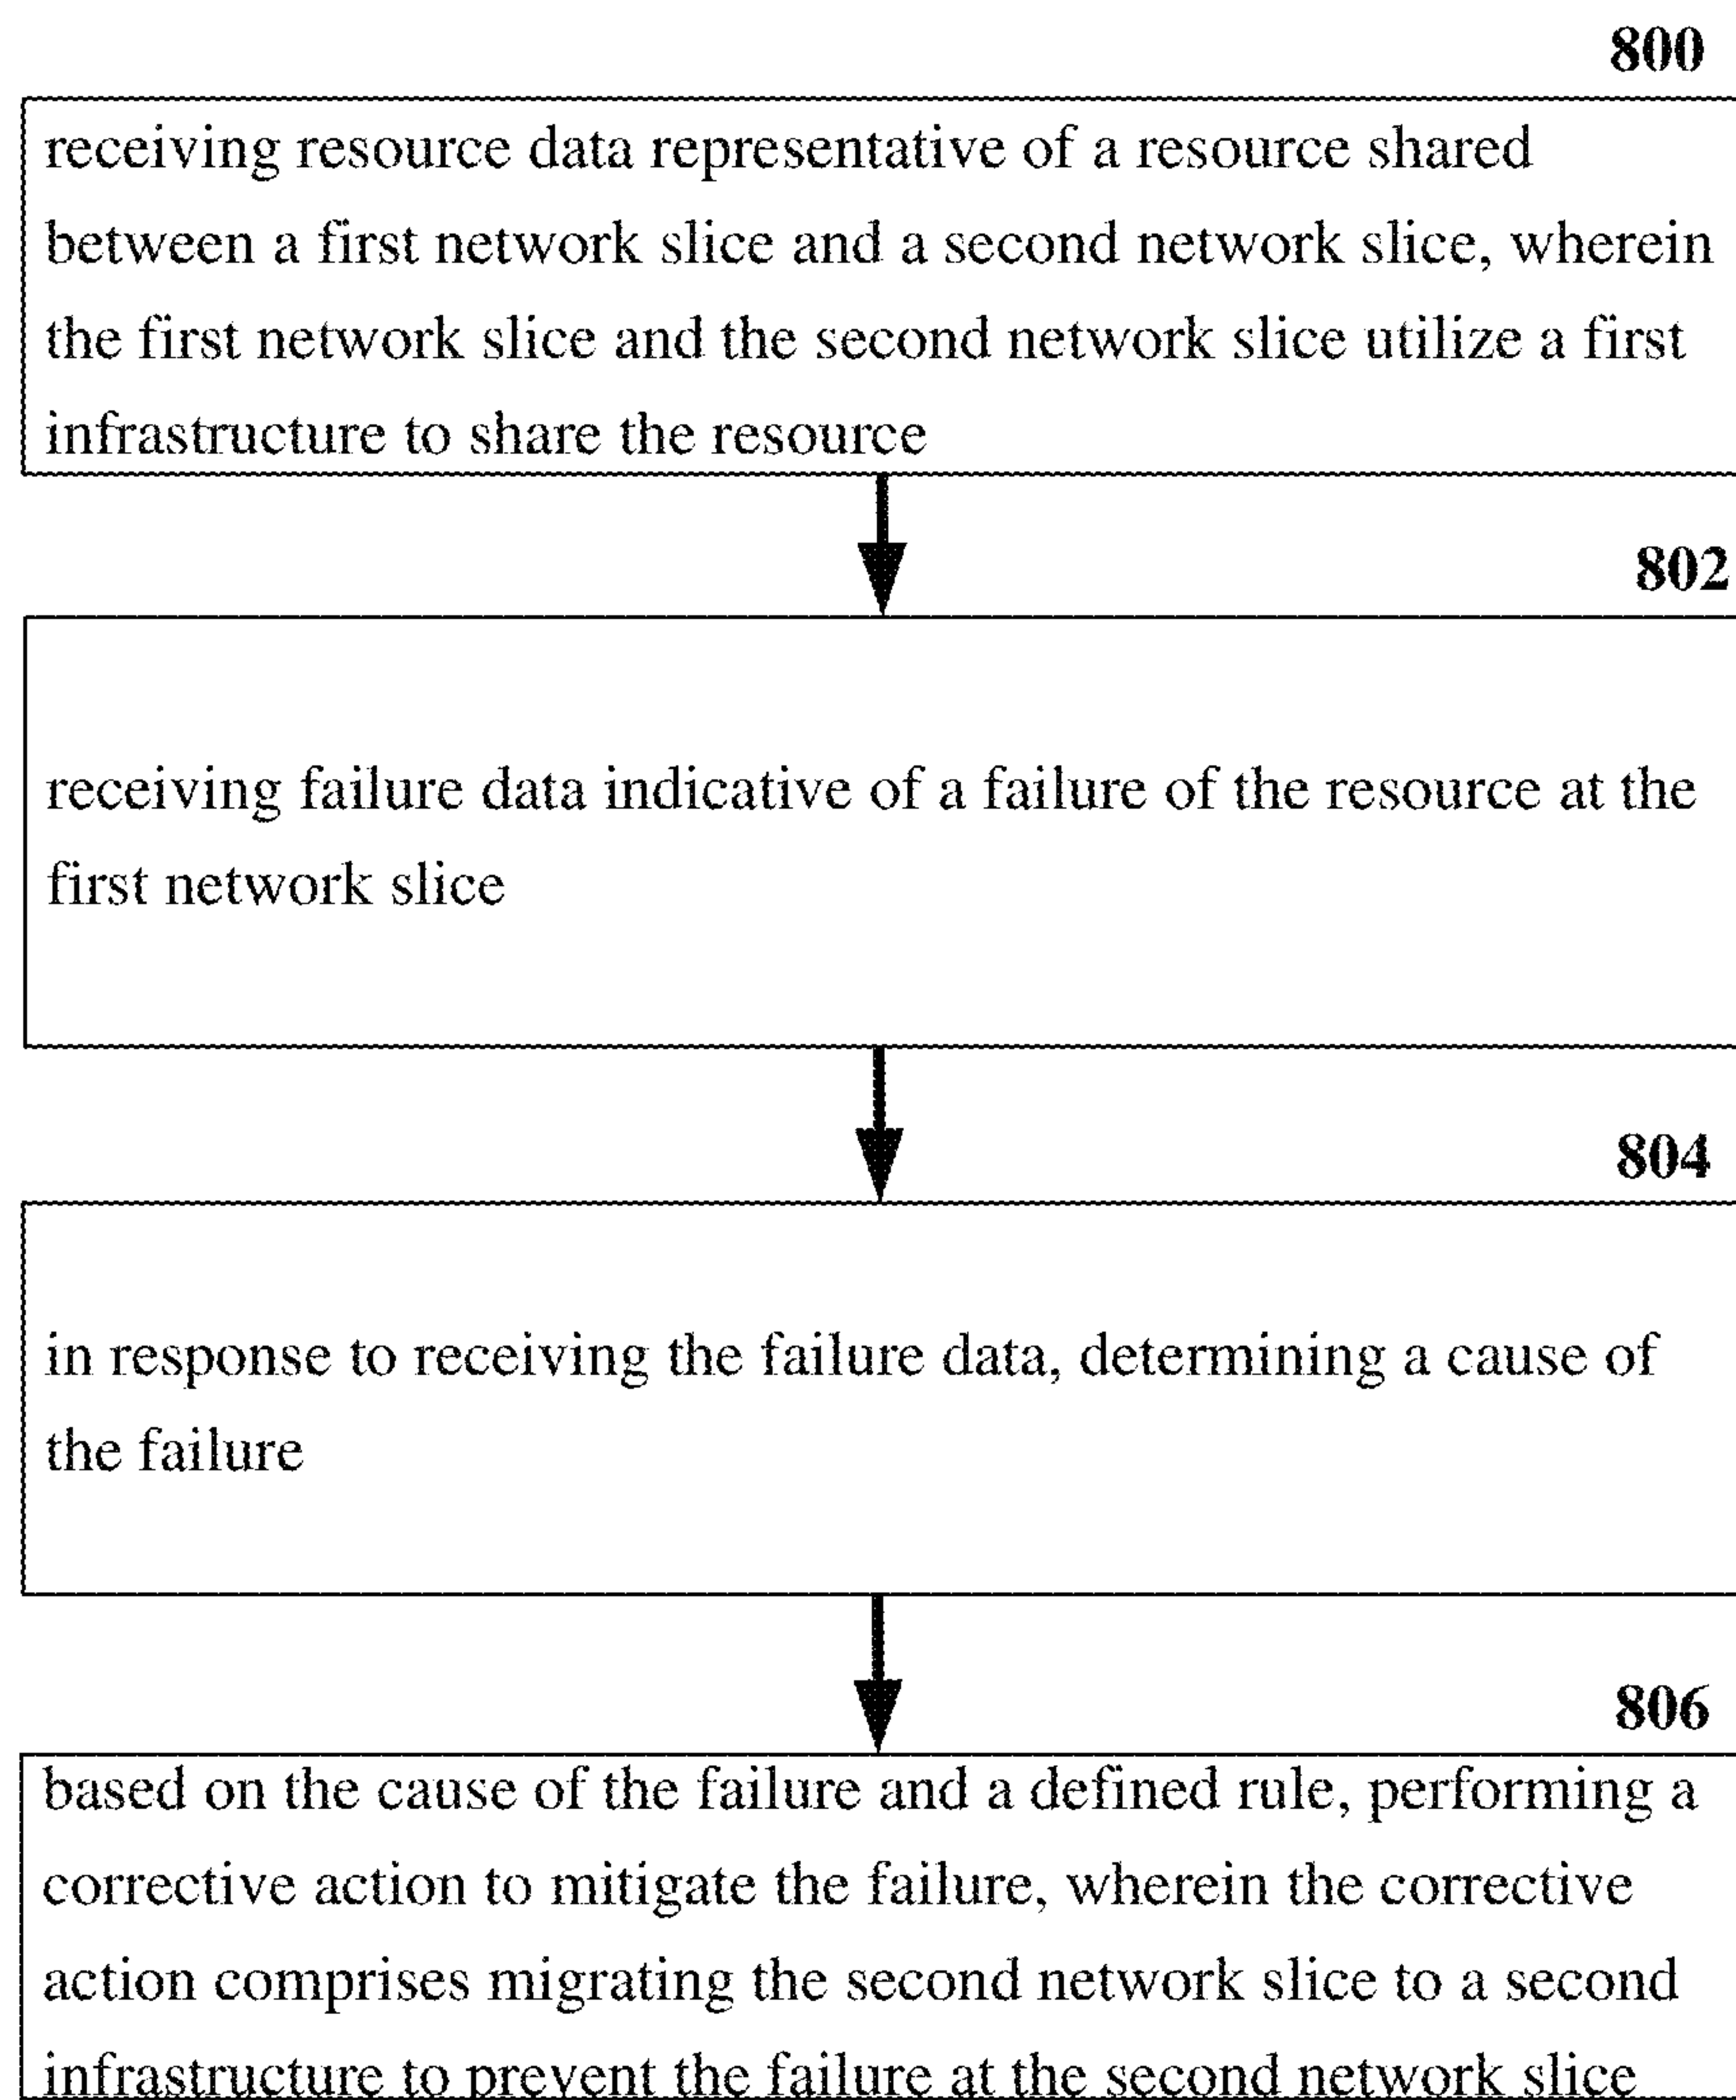 800
receiving resource data representative of a resource shared
between a first network slice and a second network slice, wherein
the first network slice and the second network slice utilize a first
infrastructure to share the resource
802
receiving failure data indicative of a failure of the resource at the
first network slice
804
in response to receiving the failure data, determining a cause of
the failure
806
based on the cause of the failure and a defined rule, performing a
corrective action to mitigate the failure, wherein the corrective
action comprises migrating the second network slice to a second
infrastructure to prevent the failure at the second network slice